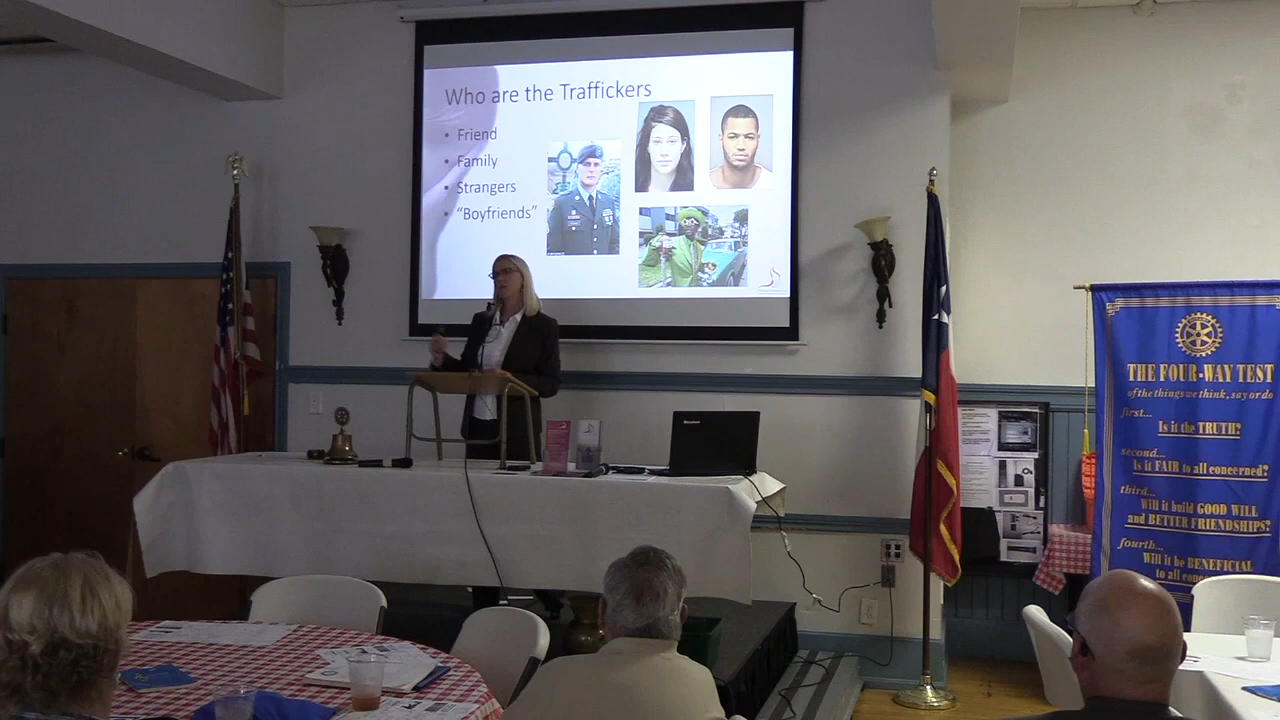 Who are the Traffickers
• Friend
• Family
• Strangers
• “Boyfriends”
THE FOUR-WAY TEST
of the things we think, say or do
first...
Is it the TRUTH?
second...
Is it FAIR to all concerned?
third...
Will it build GOOD WILL
and BETTER FRIENDSHIPS?
fourth...
Will it be BENEFICIAL
to all